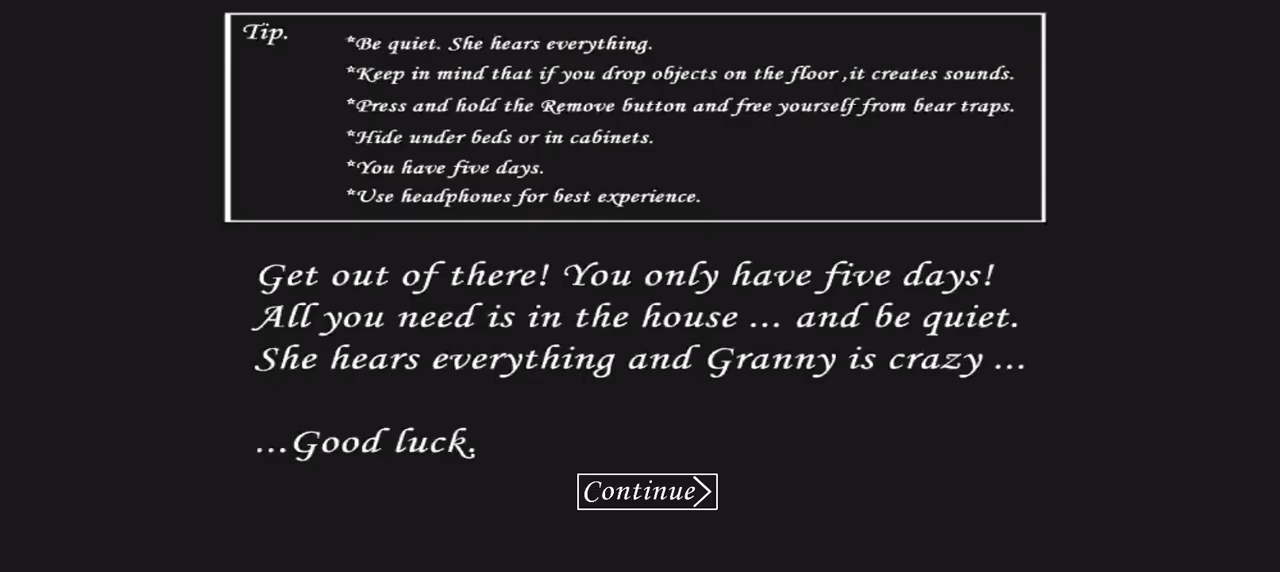 Tip.
*Be quiet. She hears everything.
*Keep in mind that if you drop objects on the floor ,it creates sounds.
*Press and hold the Remove button and free yourself from bear traps.
*Hide under beds or in cabinets.
*You have five days.
*Use headphones for best experience.
Get out of there! You only have five days!
All you need is in the house ... and be quiet.
She hears everything and Granny is crazy ...
...Good luck.
Continue>